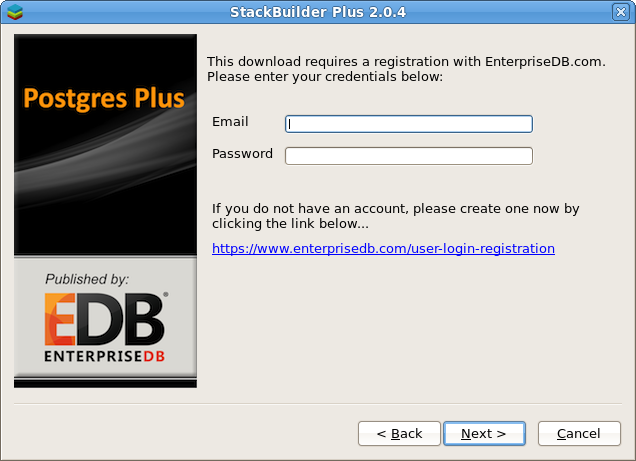 StackBuilder Plus 2.0.4
Postgres Plus
Published by:
EDB®
ENTERPRISEDB
This download requires a registration with EnterpriseDB.com.
Please enter your credentials below:
Email
Password
If you do not have an account, please create one now by
clicking the link below...
https://www.enterprisedb.com/user-login-registration
< Back
Next >
Cancel